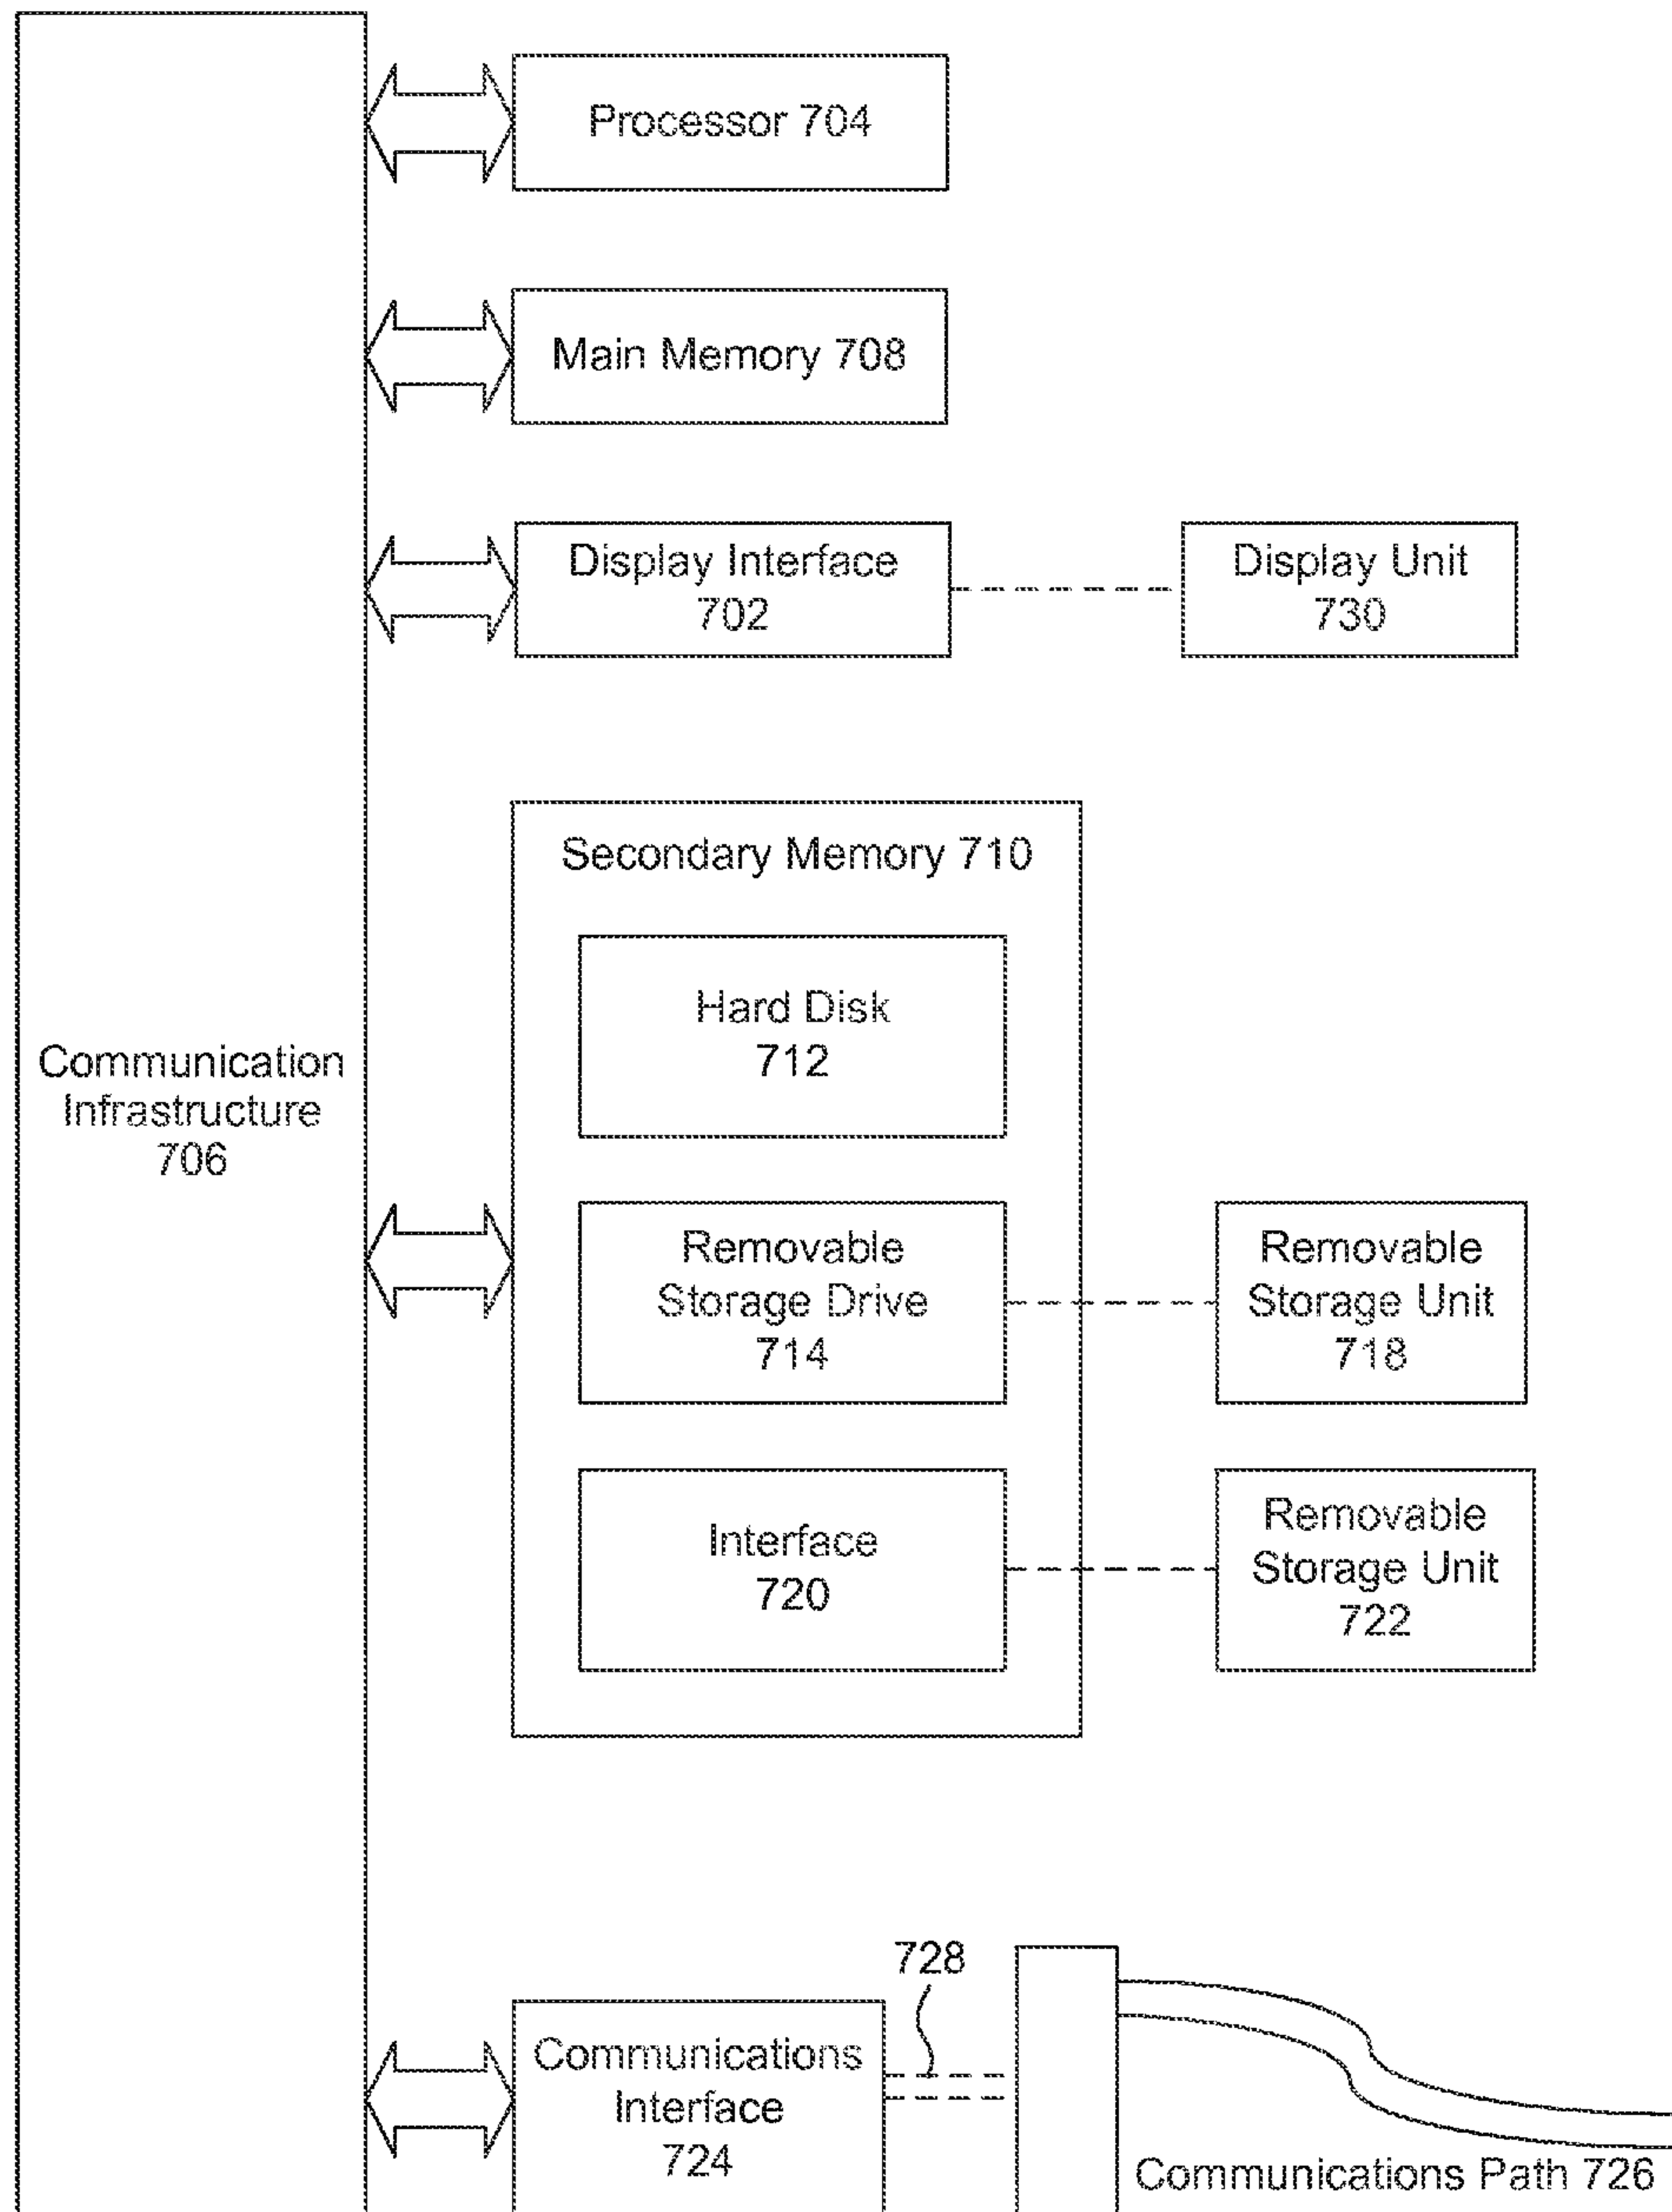 Processor 704
Main Memory 708
Display Interface
702
Display Unit
730
Secondary Memory 710
Hard Disk
712
Communication
Infrastructure
706
Removable
Storage Drive
714
Removable
Storage Unit
718
Interface
720
Removable
Storage Unit
722
728
Communications
Interface
724
Communications Path 726